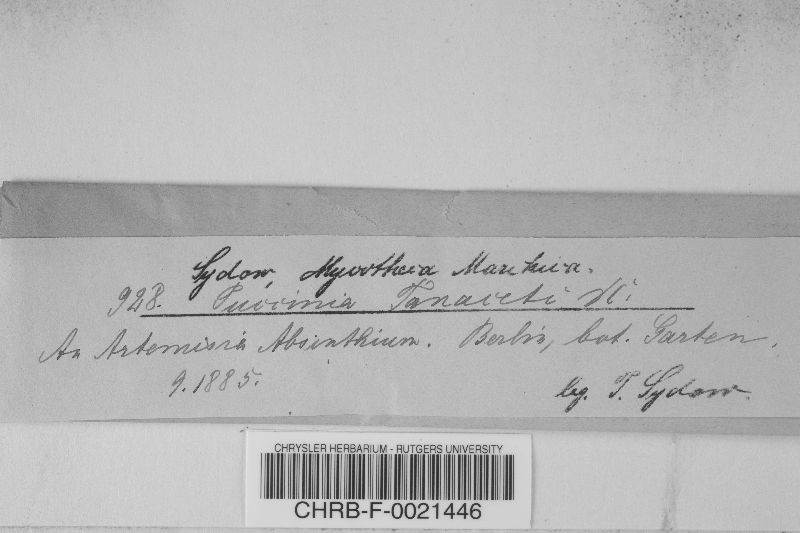 Sydow, Mycotheca Marchica.
928. Puccinia Tanaceti DC.
An Artemisia Absinthium. Berlin, bot. Garten,
9. 1885.
leg. P. Sydow.
CHRYSLER HERBARIUM - RUTGERS UNIVERSITY
CHRB-F-0021446